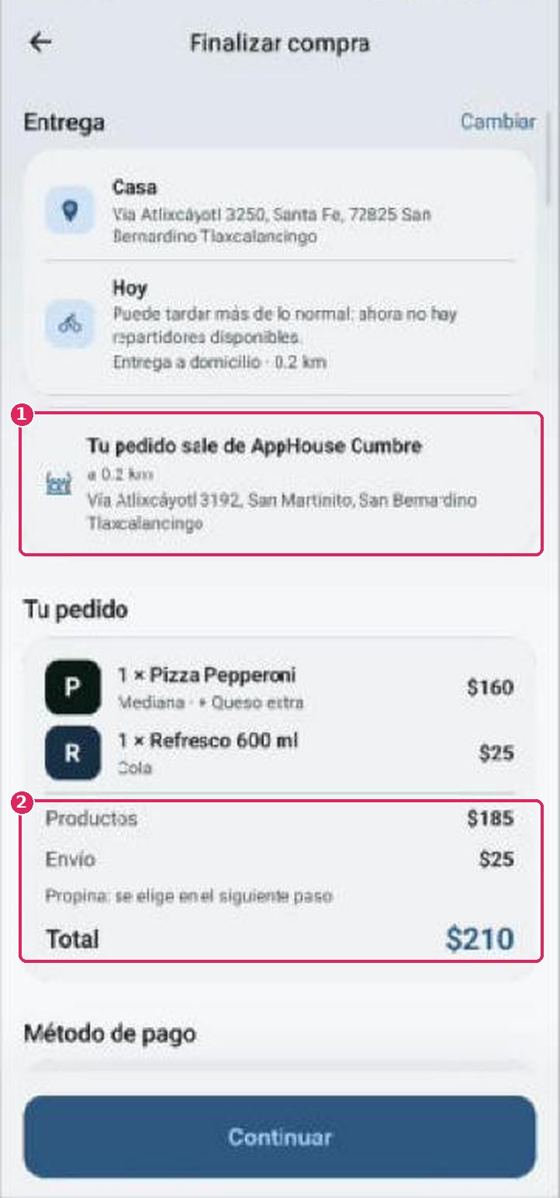 Finalizar compra
Entrega
Cambiar
Casa
Vía Atlixcáyotl 3250, Santa Fe, 72825 San
Bernardino Tlaxcalancingo
Hoy
Puede tardar más de lo normal: ahora no hay
repartidores disponibles.
Entrega a domicilio · 0.2 km
1
Tu pedido sale de AppHouse Cumbre
a 0.2 km
Vía Atlixcáyotl 3192, San Martinito, San Bernardino
Tlaxcalancingo
Tu pedido
P
1 × Pizza Pepperoni
$160
Mediana · + Queso extra
R
1 × Refresco 600 ml
$25
Cola
2
Productos
$185
Envío
$25
Propina: se elige en el siguiente paso
Total
$210
Método de pago
Continuar